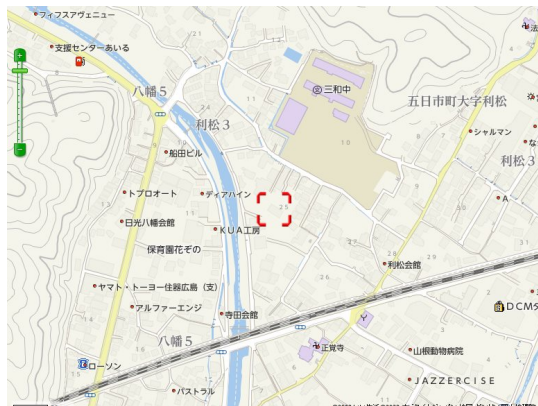 フィフスアヴェニュー
支援センターあいる
八幡5
三和中
五日市町大字利松
利松3
シャルマン
船田ビル
利松3
トプロオート
ディアハイン
A
日光八幡会館
KUA工房
保育園花ぞの
利松会館
ヤマト・トーヨー住器広島(支)
アルファーエンジ
寺田会館
DCM
八幡5
正覚寺
山根動物病院
ローソン
JAZZERCISE
パストラル